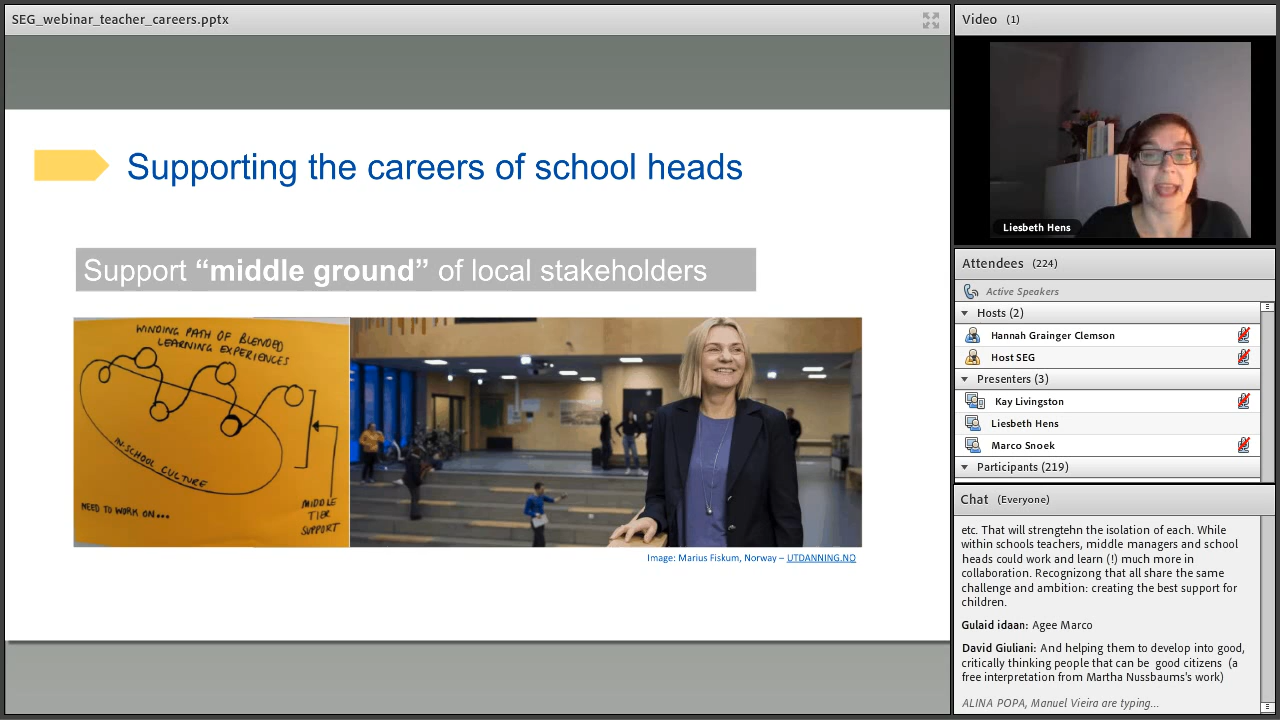 SEG_webinar_teacher_careers.pptx
Supporting the careers of school heads
Support “middle ground” of local stakeholders
WINDING PATH OF BLENDED
LEARNING EXPERIENCES
IN-SCHOOL CULTURE
NEED TO WORK ON...
MIDDLE
TIER
SUPPORT
Image: Marius Fiskum, Norway – UTDANNING.NO
Video (1)
Liesbeth Hens
Attendees (224)
Active Speakers
Hosts (2)
Hannah Grainger Clemson
Host SEG
Presenters (3)
Kay Livingston
Liesbeth Hens
Marco Snoek
Participants (219)
Chat (Everyone)
etc. That will strengtehn the isolation of each. While
within schools teachers, middle managers and school
heads could work and learn (!) much more in
collaboration. Recognizong that all share the same
challenge and ambition: creating the best support for
children.
Gulaid idaan: Agee Marco
David Giuliani: And helping them to develop into good,
critically thinking people that can be good citizens (a
free interpretation from Martha Nussbaums's work)
ALINA POPA, Manuel Vieira are typing...